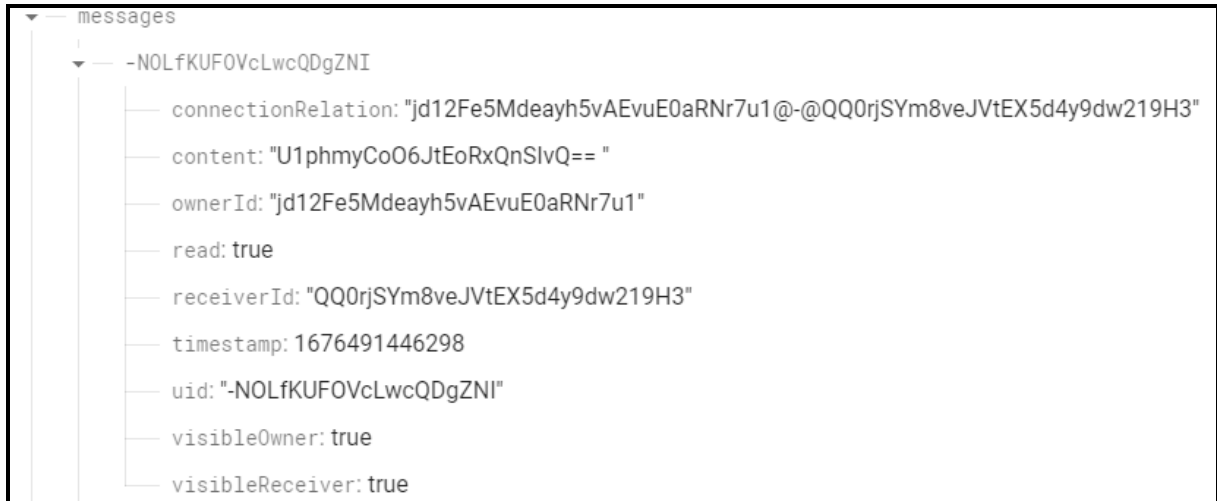 messages
-NOLfKUFOVcLwcQDgZNI
connectionRelation: "jd12Fe5Mdeayh5vAEvuE0aRNr7u1@-@QQ0rjSYm8veJVtEX5d4y9dw219H3"
content: "U1phmyCoO6JtEoRxQnSIvQ== "
ownerId: "jd12Fe5Mdeayh5vAEvuE0aRNr7u1"
read: true
receiverId: "QQ0rjSYm8veJVtEX5d4y9dw219H3"
timestamp: 1676491446298
uid: "-NOLfKUFOVcLwcQDgZNI"
visibleOwner: true
visibleReceiver: true